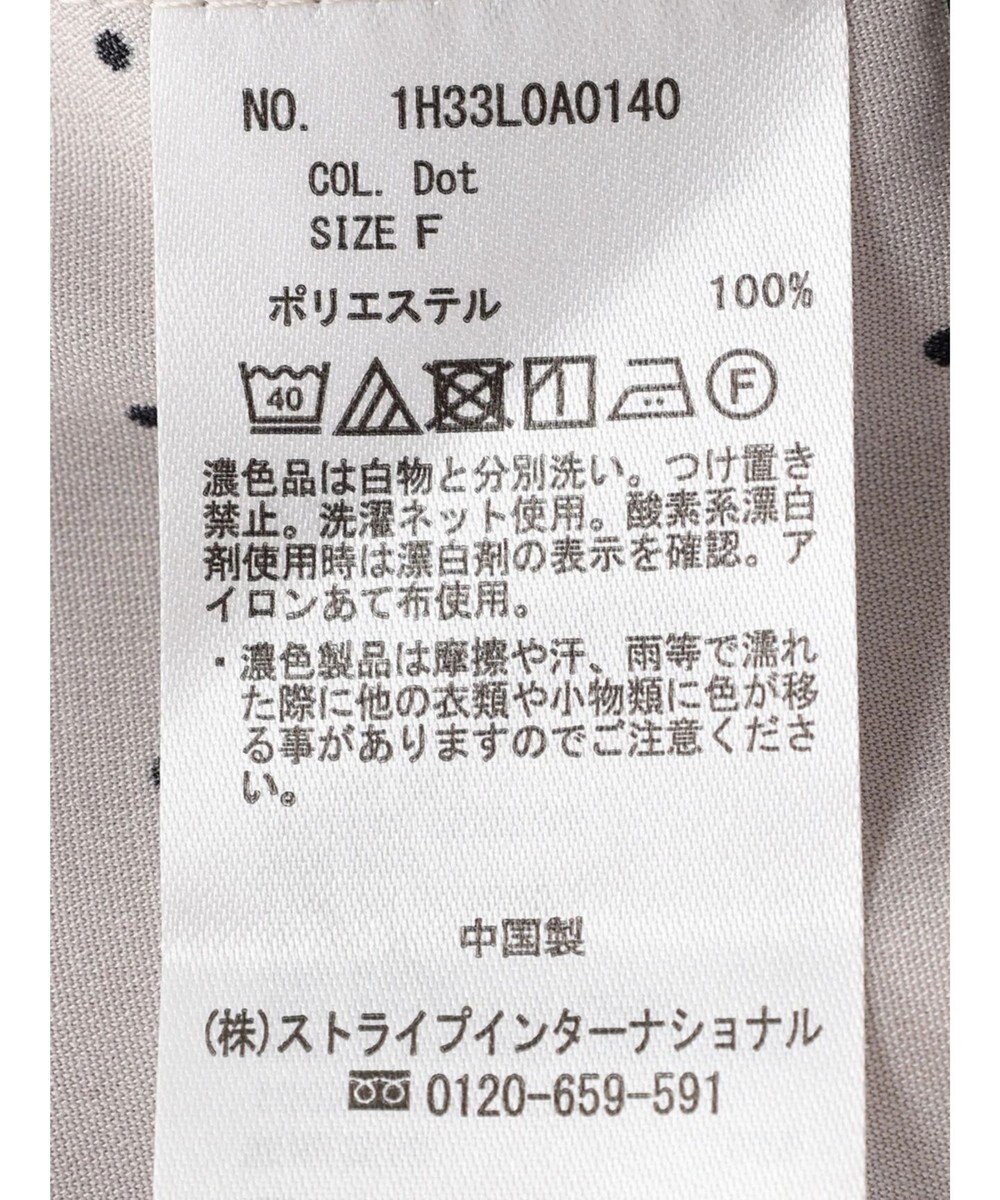 NO. 1H33L0A0140
COL. Dot
SIZE F
ポリエステル 100%
40 F
濃色品は白物と分別洗い。つけ置き
禁止。洗濯ネット使用。酸素系漂白
剤使用時は漂白剤の表示を確認。ア
イロンあて布使用。
・濃色製品は摩擦や汗、雨等で濡れ
た際に他の衣類や小物類に色が移
る事がありますのでご注意くださ
い。
中国製
(株)ストライプインターナショナル
0120-659-591